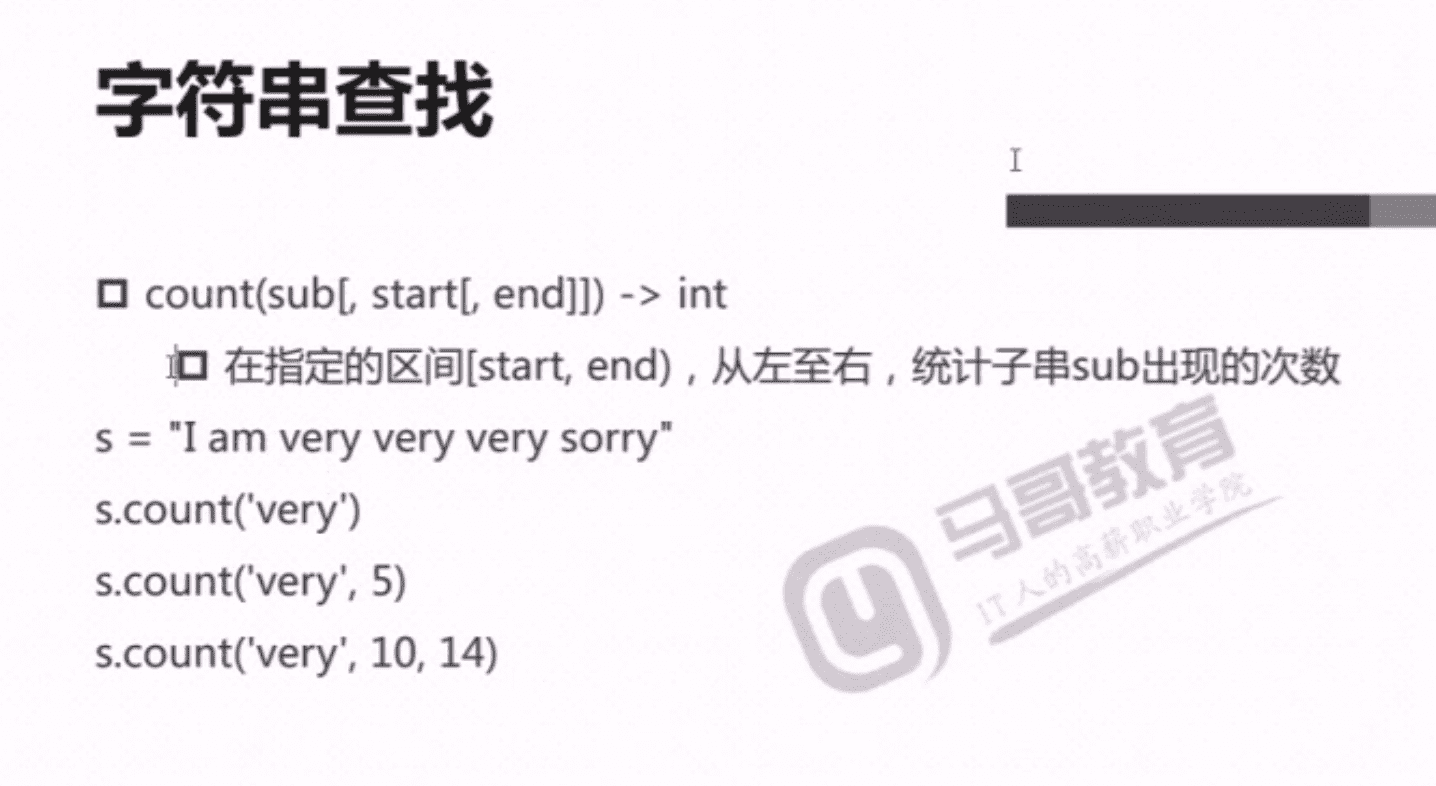 字符串查找
count(sub[, start[, end]]) -> int
在指定的区间[start, end)，从左至右，统计子串sub出现的次数
s = "I am very very very sorry"
s.count('very')
s.count('very', 5)
s.count('very', 10, 14)
马哥教育
IT人的高薪职业学院